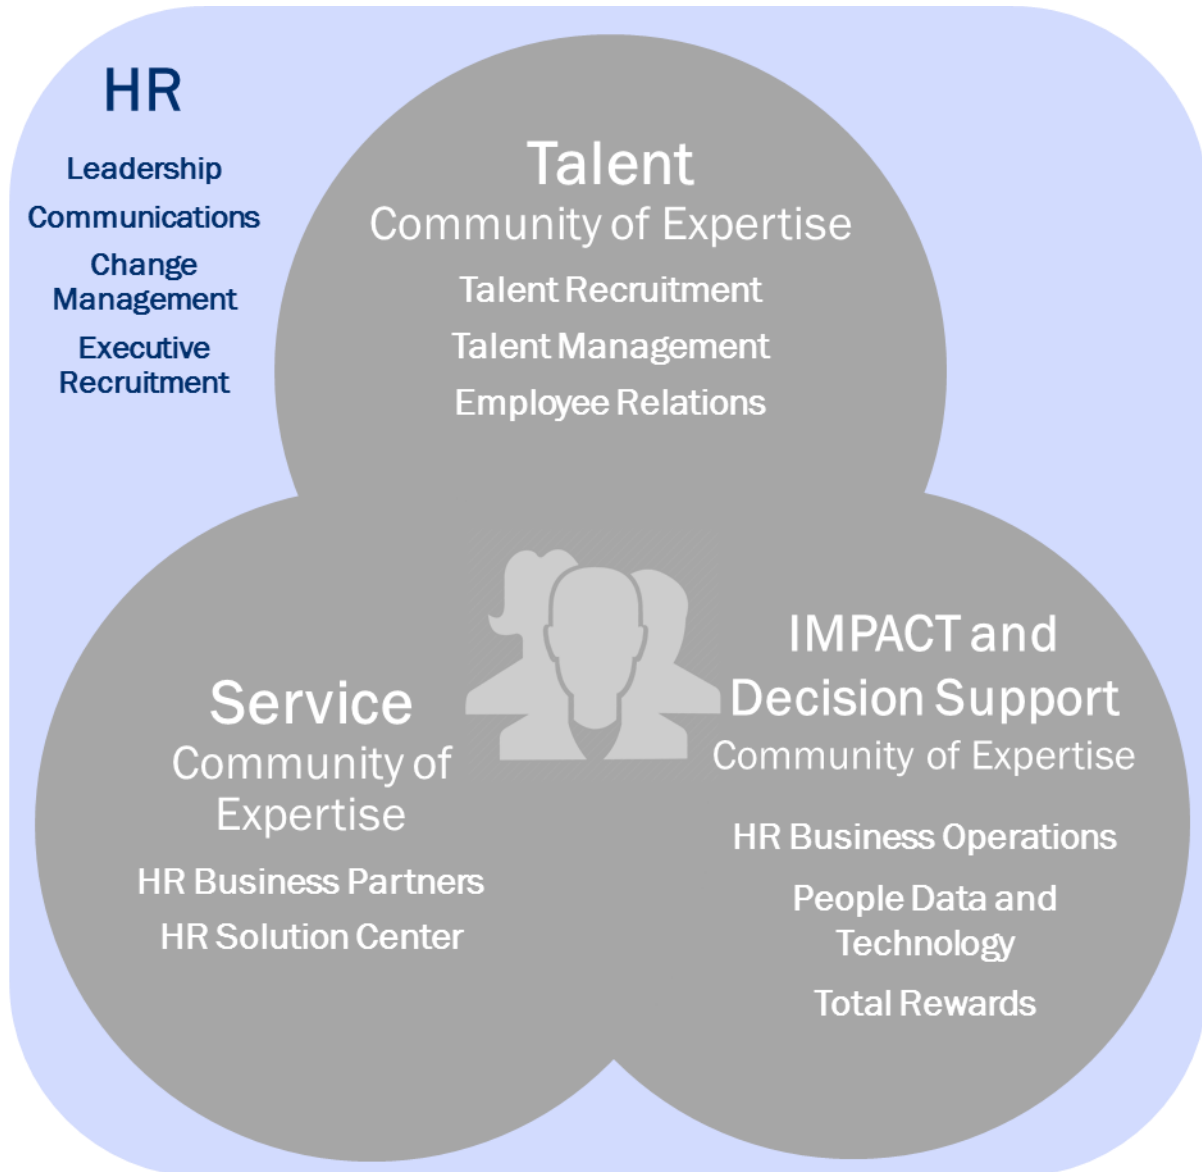 HR
Leadership
Communications
Change
Management
Executive
Recruitment
Talent
Community of Expertise
Talent Recruitment
Talent Management
Employee Relations
Service
Community of
Expertise
HR Business Partners
HR Solution Center
IMPACT and
Decision Support
Community of Expertise
HR Business Operations
People Data and
Technology
Total Rewards